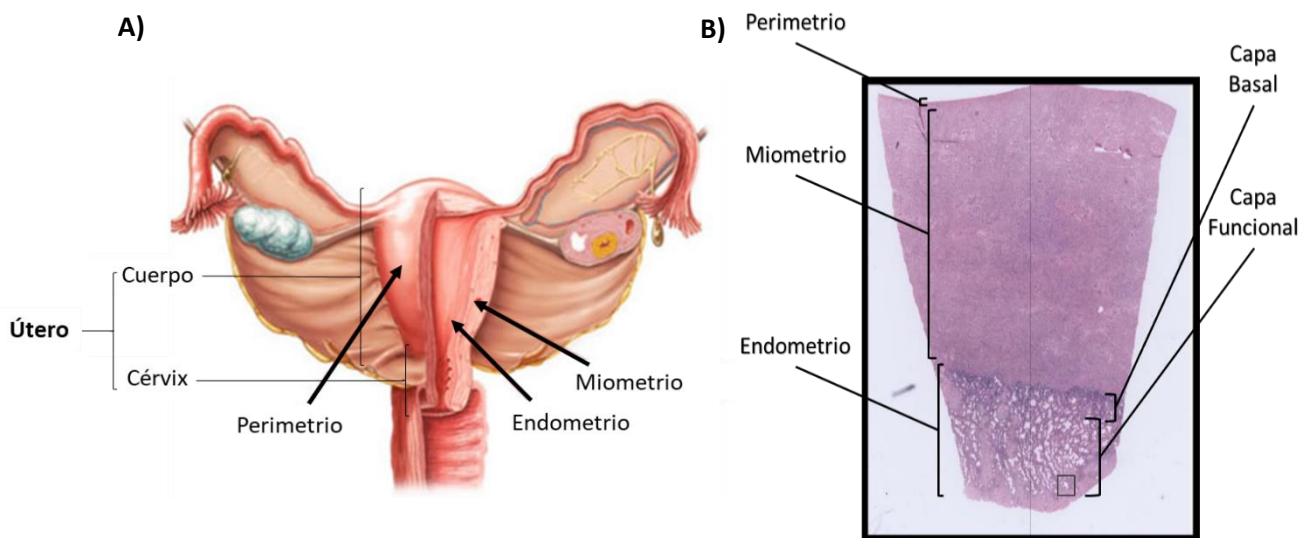 A)
Útero
Cuerpo
Cérvix
Perimetrio
Endometrio
Miometrio
B)
Perimetrio
Miometrio
Endometrio
Capa
Basal
Capa
Funcional